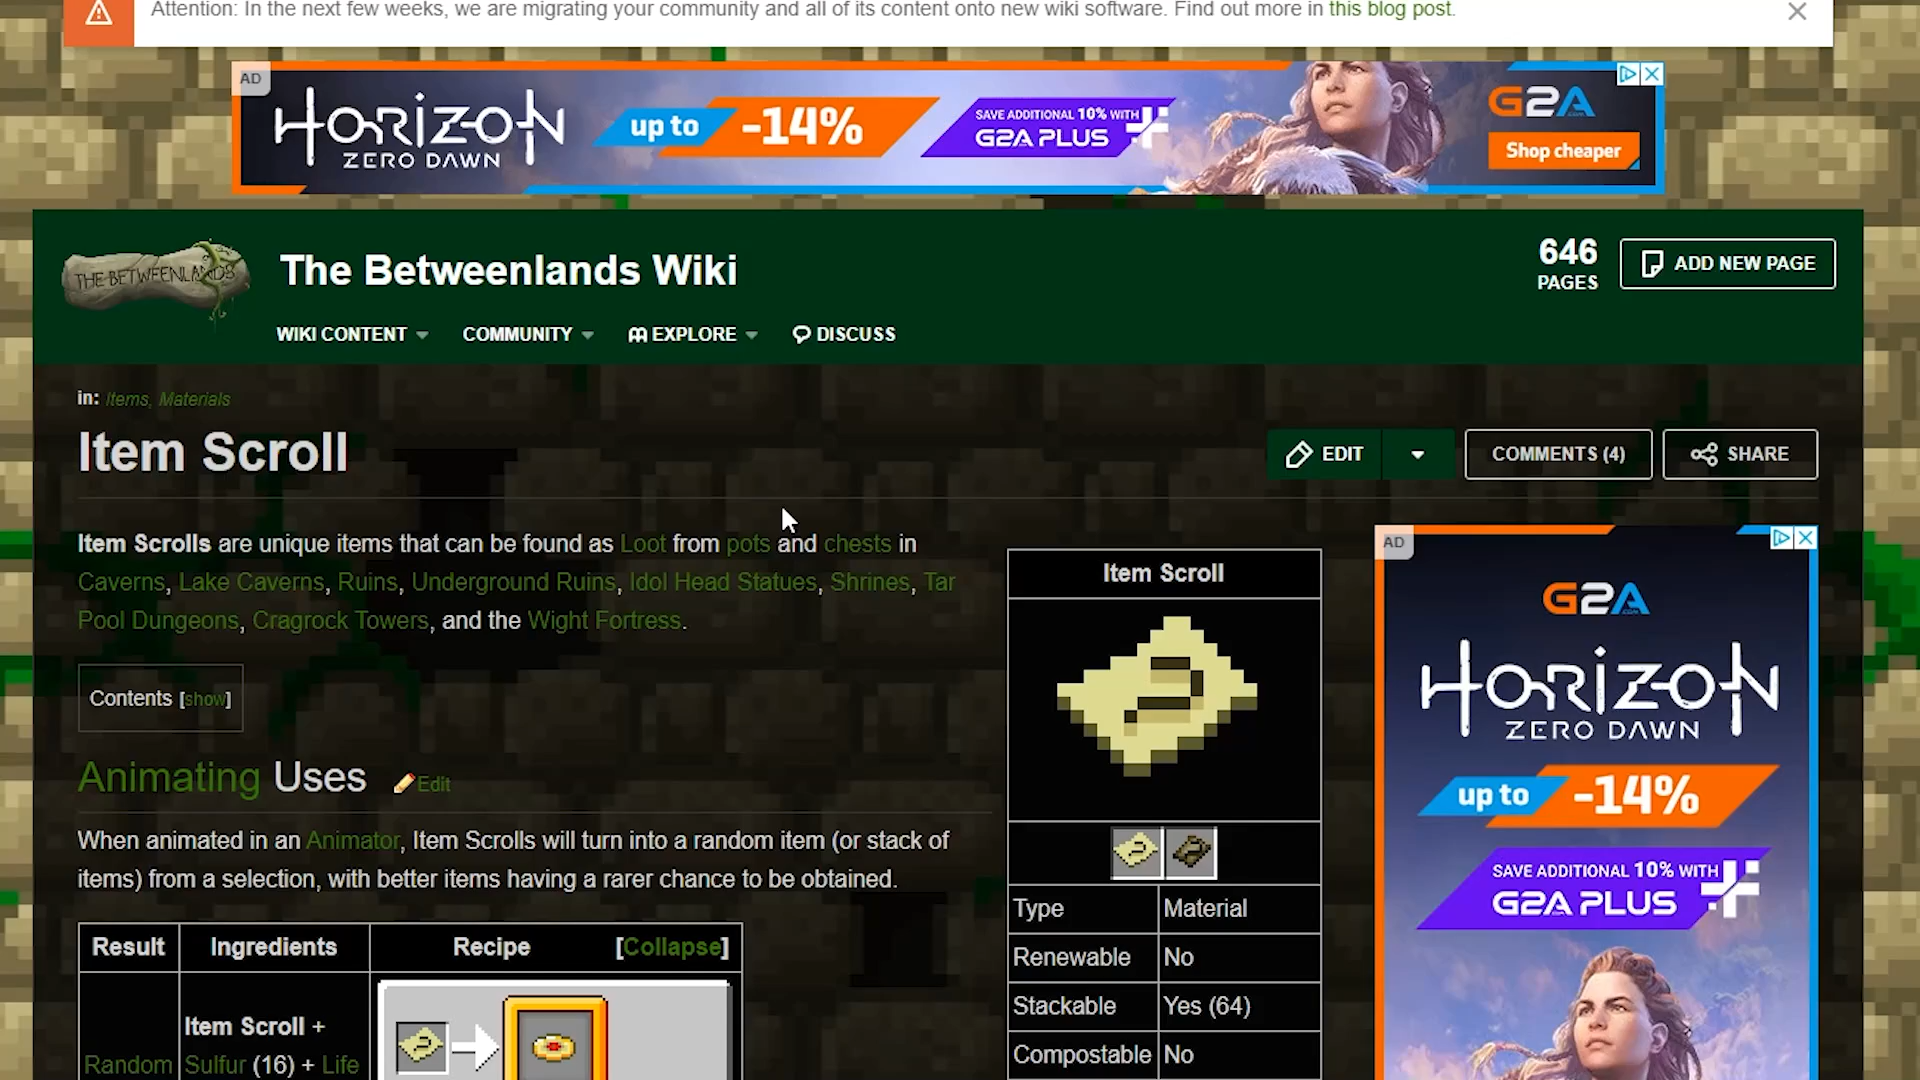 Attention: In the next few weeks, we are migrating your community and all of its content onto new wiki software. Find out more in this blog post.
AD
HORIZON
ZERO DAWN
up to
-14%
SAVE ADDITIONAL 10% WITH
G2A PLUS
G2A.COM
Shop cheaper
THE BETWEENLANDS
The Betweenlands Wiki
646
PAGES
ADD NEW PAGE
WIKI CONTENT
COMMUNITY
EXPLORE
DISCUSS
in: Items, Materials
Item Scroll
EDIT
COMMENTS (4)
SHARE
Item Scrolls are unique items that can be found as Loot from pots and chests in
Caverns, Lake Caverns, Ruins, Underground Ruins, Idol Head Statues, Shrines, Tar
Pool Dungeons, Cragrock Towers, and the Wight Fortress.
Contents [show]
Animating Uses
Edit
When animated in an Animator, Item Scrolls will turn into a random item (or stack of
items) from a selection, with better items having a rarer chance to be obtained.
Result
Ingredients
Recipe
[Collapse]
Random
Item Scroll +
Sulfur (16) + Life
Item Scroll
Type
Material
Renewable
No
Stackable
Yes (64)
Compostable
No
AD
G2A
HORIZON
ZERO DAWN
up to
-14%
SAVE ADDITIONAL 10% WITH
G2A PLUS